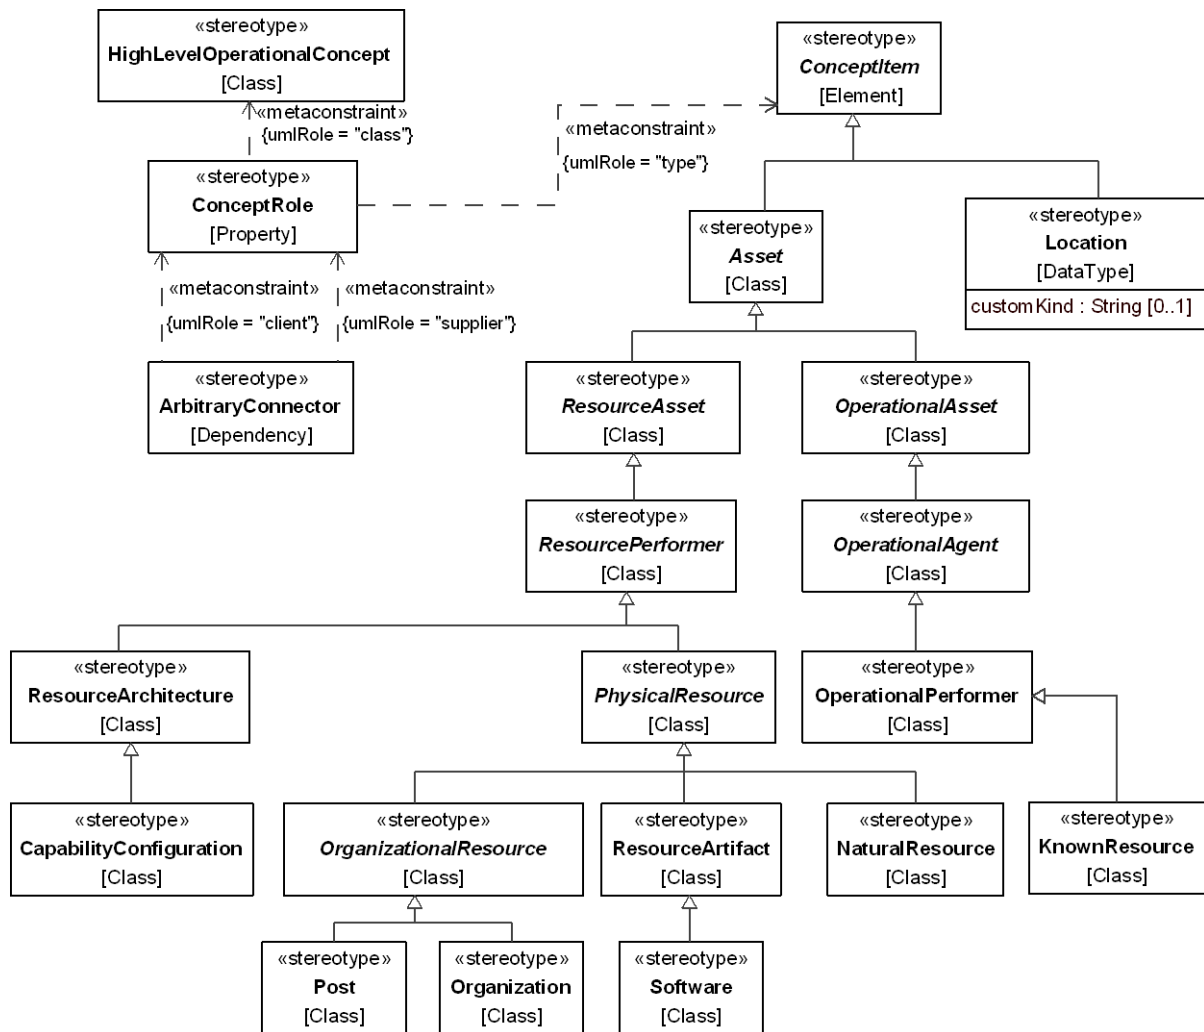 «stereotype»
HighLevelOperationalConcept
[Class]
«stereotype»
ConceptItem
[Element]
«metaconstraint»
{umlRole = "class"}
«metaconstraint»
{umlRole = "type"}
«stereotype»
ConceptRole
[Property]
«stereotype»
Asset
[Class]
«stereotype»
Location
[DataType]
customKind : String [0..1]
«metaconstraint»
{umlRole = "client"}
«metaconstraint»
{umlRole = "supplier"}
«stereotype»
ArbitraryConnector
[Dependency]
«stereotype»
ResourceAsset
[Class]
«stereotype»
OperationalAsset
[Class]
«stereotype»
ResourcePerformer
[Class]
«stereotype»
OperationalAgent
[Class]
«stereotype»
ResourceArchitecture
[Class]
«stereotype»
PhysicalResource
[Class]
«stereotype»
OperationalPerformer
[Class]
«stereotype»
CapabilityConfiguration
[Class]
«stereotype»
OrganizationalResource
[Class]
«stereotype»
ResourceArtifact
[Class]
«stereotype»
NaturalResource
[Class]
«stereotype»
KnownResource
[Class]
«stereotype»
Post
[Class]
«stereotype»
Organization
[Class]
«stereotype»
Software
[Class]